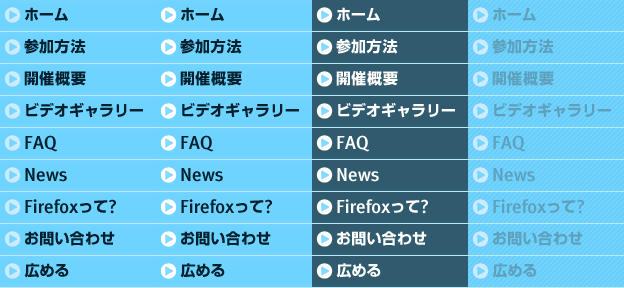 ホーム ホーム ホーム ホーム
参加方法 参加方法 参加方法 参加方法
開催概要 開催概要 開催概要 開催概要
ビデオギャラリー ビデオギャラリー ビデオギャラリー ビデオギャラリー
FAQ FAQ FAQ FAQ
News News News News
Firefoxって? Firefoxって? Firefoxって? Firefoxって?
お問い合わせ お問い合わせ お問い合わせ お問い合わせ
広める 広める 広める 広める